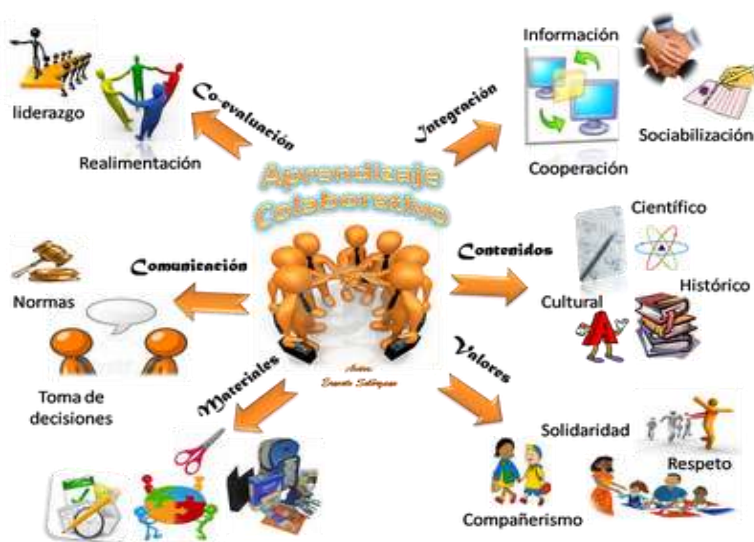 liderazgo
Realimentación
Co-evaluación
Información
Integración
Cooperación
Sociabilización
Aprendizaje
Colaborativo
Normas
Comunicación
Toma de
decisiones
Contenidos
Científico
Cultural
Histórico
A
Autor:
Materiales
Valores
Solidaridad
Respeto
Compañerismo